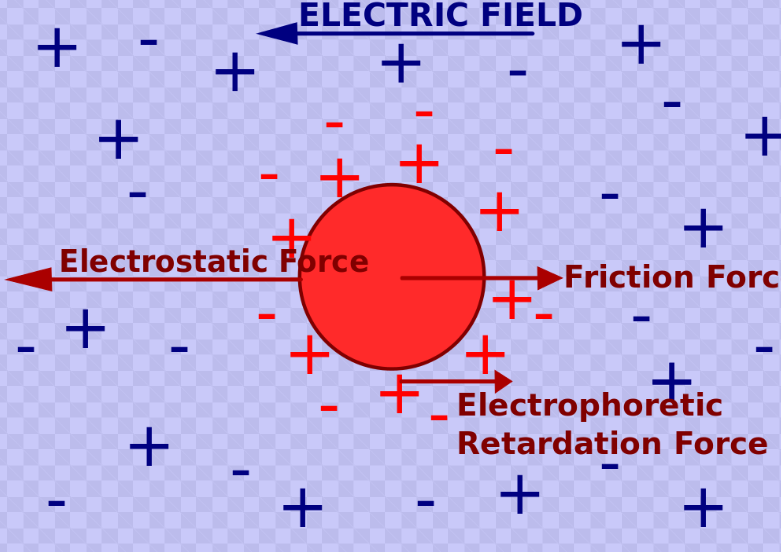 ELECTRIC FIELD
Electrostatic Force
Friction Forc
Electrophoretic
Retardation Force